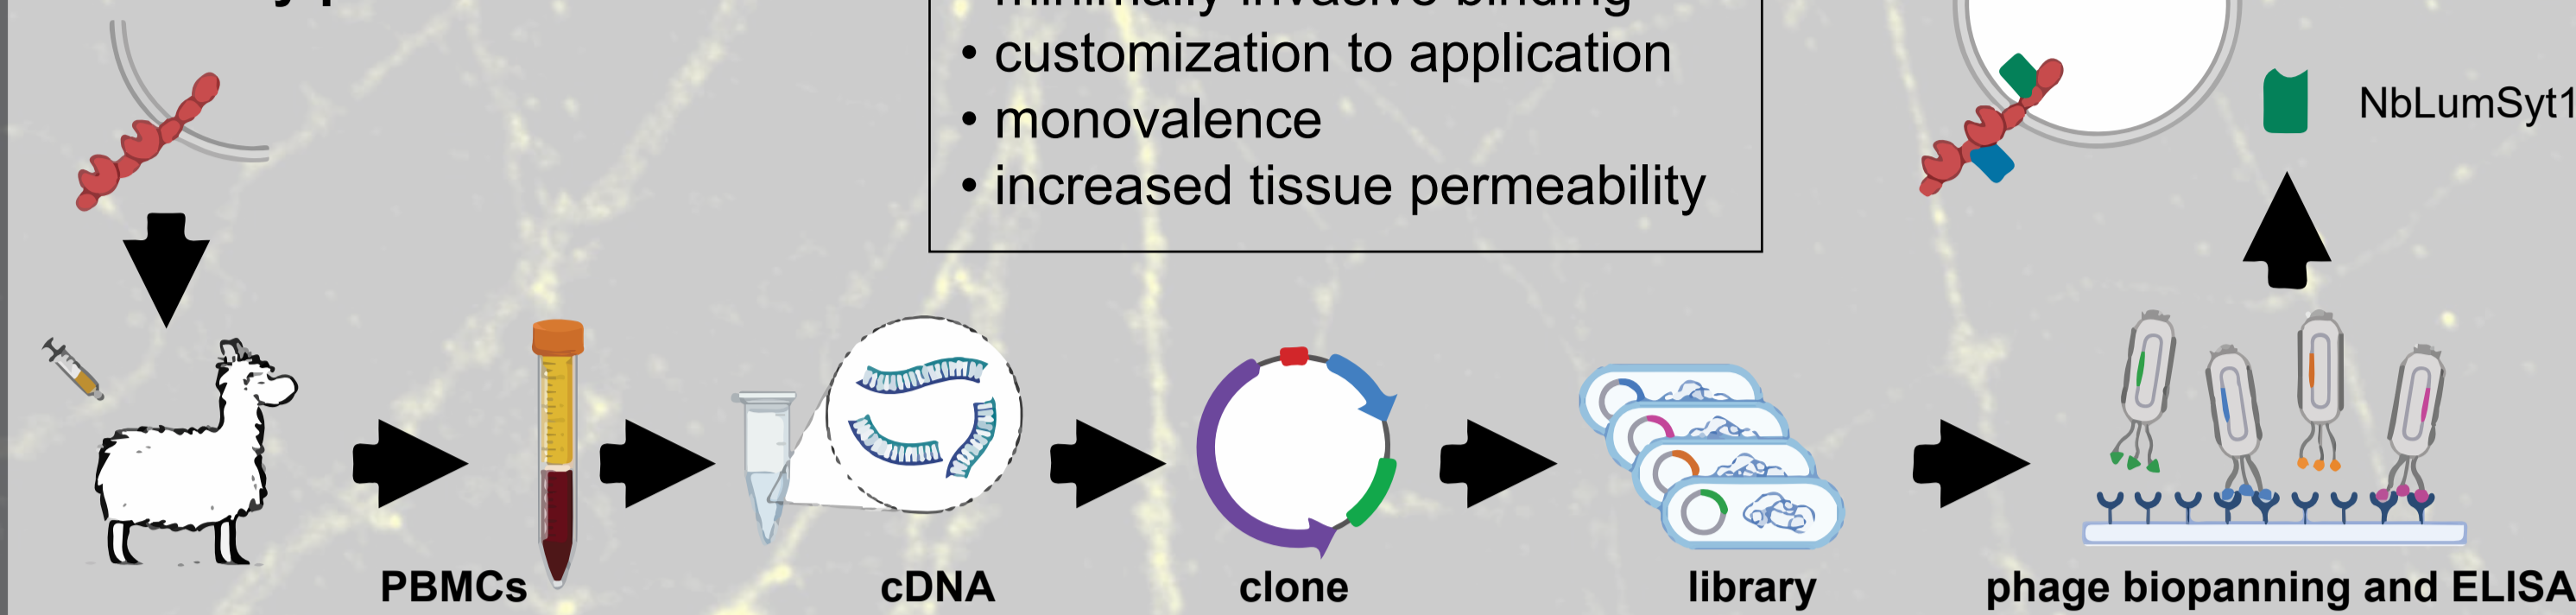 • customization to application
• monovalence
• increased tissue permeability
NbLumSyt1
PBMCs
cDNA
clone
library
phage biopanning and ELISA